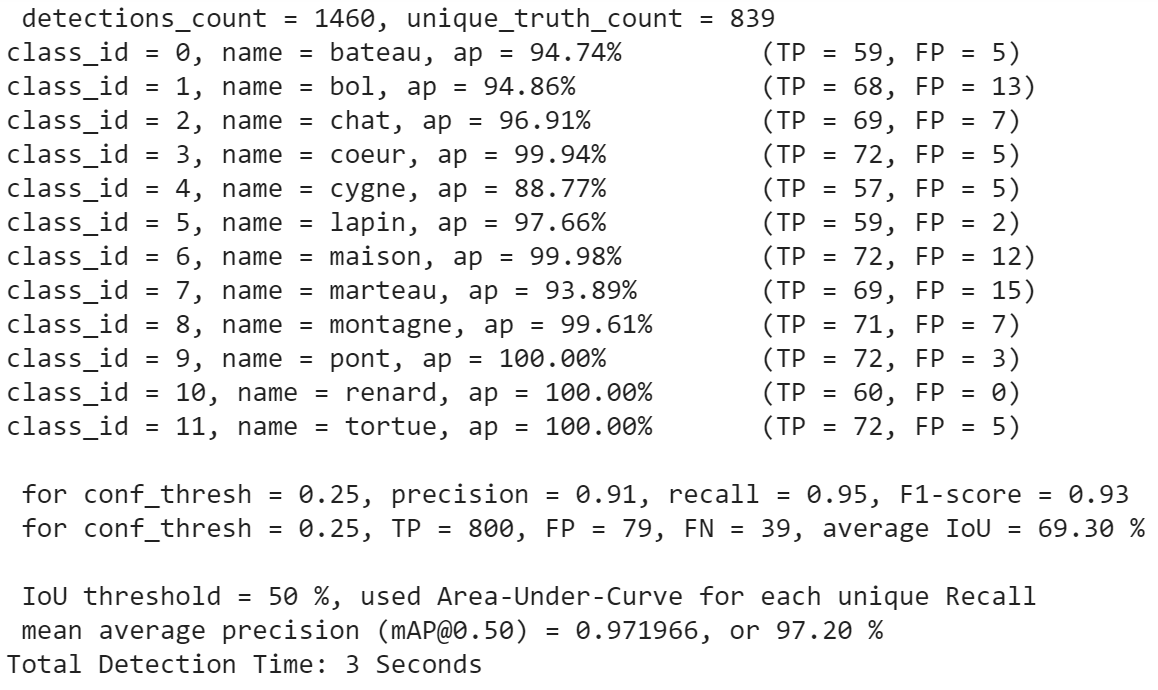 detections_count = 1460, unique_truth_count = 839
class_id = 0, name = bateau, ap = 94.74% (TP = 59, FP = 5)
class_id = 1, name = bol, ap = 94.86% (TP = 68, FP = 13)
class_id = 2, name = chat, ap = 96.91% (TP = 69, FP = 7)
class_id = 3, name = coeur, ap = 99.94% (TP = 72, FP = 5)
class_id = 4, name = cygne, ap = 88.77% (TP = 57, FP = 5)
class_id = 5, name = lapin, ap = 97.66% (TP = 59, FP = 2)
class_id = 6, name = maison, ap = 99.98% (TP = 72, FP = 12)
class_id = 7, name = marteau, ap = 93.89% (TP = 69, FP = 15)
class_id = 8, name = montagne, ap = 99.61% (TP = 71, FP = 7)
class_id = 9, name = pont, ap = 100.00% (TP = 72, FP = 3)
class_id = 10, name = renard, ap = 100.00% (TP = 60, FP = 0)
class_id = 11, name = tortue, ap = 100.00% (TP = 72, FP = 5)
for conf_thresh = 0.25, precision = 0.91, recall = 0.95, F1-score = 0.93
for conf_thresh = 0.25, TP = 800, FP = 79, FN = 39, average IoU = 69.30 %
IoU threshold = 50 %, used Area-Under-Curve for each unique Recall
mean average precision (mAP@0.50) = 0.971966, or 97.20 %
Total Detection Time: 3 Seconds